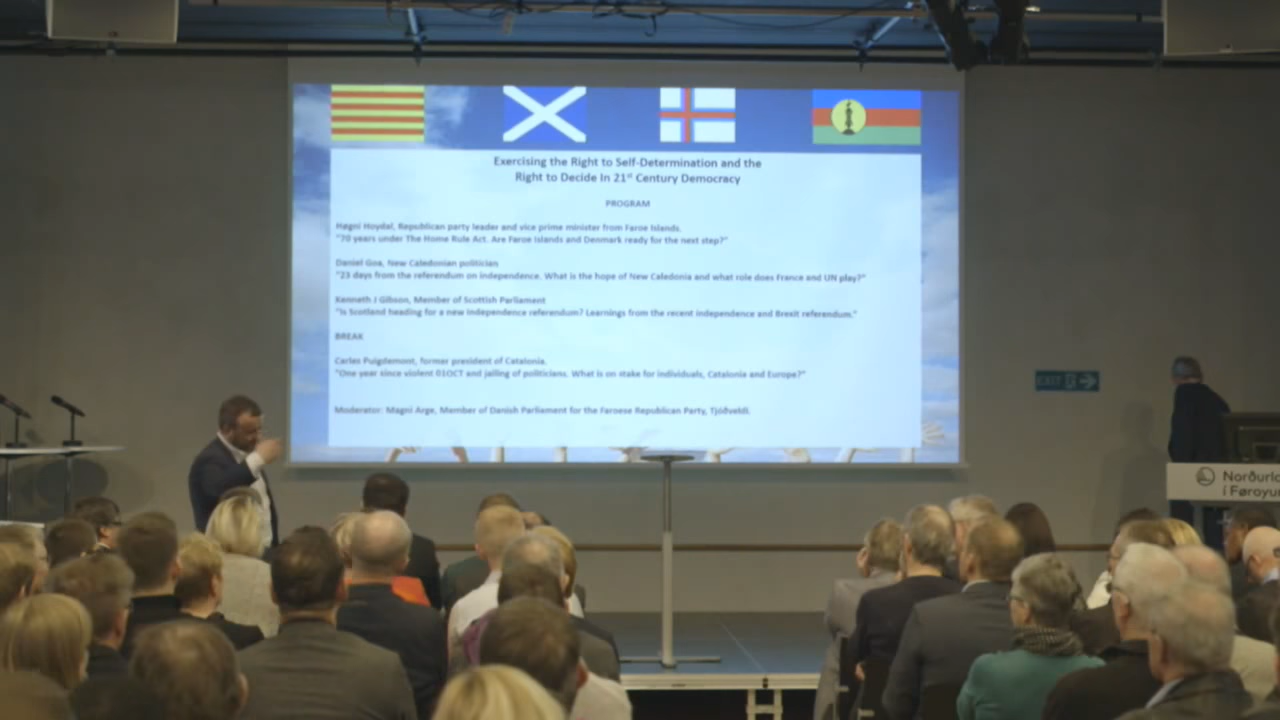 Exercising the Right to Self-Determination and the
Right to Decide In 21st Century Democracy
PROGRAM
Høgni Hoydal, Republican party leader and vice prime minister from Faroe Islands.
"70 years under The Home Rule Act. Are Faroe Islands and Denmark ready for the next step?"
Daniel Goa, New Caledonian politician
"23 days from the referendum on independence. What is the hope of New Caledonia and what role does France and UN play?"
Kenneth J Gibson, Member of Scottish Parliament
"Is Scotland heading for a new independence referendum? Learnings from the recent independence and Brexit referendum."
BREAK
Carles Puigdemont, former president of Catalonia.
"One year since violent 01OCT and jailing of politicians. What is on stake for individuals, Catalonia and Europe?"
Moderator: Magni Arge, Member of Danish Parliament for the Faroese Republican Party, Tjóðveldi.
EXIT
Norðurl
í Føroyu